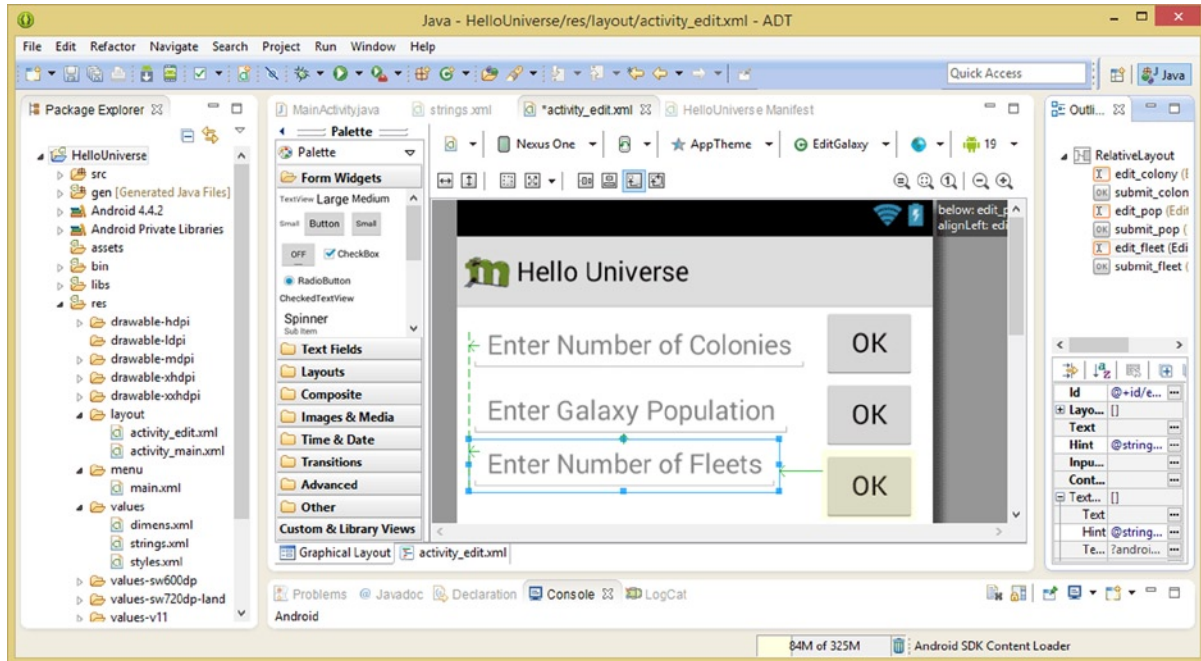 Java - HelloUniverse/res/layout/activity_edit.xml - ADT
File Edit Refactor Navigate Search Project Run Window Help
Quick Access
Java
Package Explorer
HelloUniverse
src
gen [Generated Java Files]
Android 4.4.2
Android Private Libraries
assets
bin
libs
res
drawable-hdpi
drawable-ldpi
drawable-mdpi
drawable-xhdpi
drawable-xxhdpi
layout
activity_edit.xml
activity_main.xml
menu
main.xml
values
dimens.xml
strings.xml
styles.xml
values-sw600dp
values-sw720dp-land
values-v11
MainActivity.java strings.xml *activity_edit.xml HelloUniverse Manifest
Palette
Palette
Form Widgets
TextView Large Medium
Small Button Small
OFF CheckBox
RadioButton
CheckedTextView
Spinner
Sub Item
Text Fields
Layouts
Composite
Images & Media
Time & Date
Transitions
Advanced
Other
Custom & Library Views
Nexus One AppTheme EditGalaxy 19
below: edit_p
alignLeft: edi
Hello Universe
Enter Number of Colonies OK
Enter Galaxy Population OK
Enter Number of Fleets OK
Graphical Layout activity_edit.xml
Problems @ Javadoc Declaration Console LogCat
Android
Outli...
RelativeLayout
edit_colony (E
OK submit_colon
edit_pop (Edit
OK submit_pop (
edit_fleet (Edi
OK submit_fleet (
Id @+id/e...
Layo... []
Text
Hint @string...
Inpu...
Cont...
Text... []
Text
Hint @string...
Te... ?androi...
84M of 325M Android SDK Content Loader